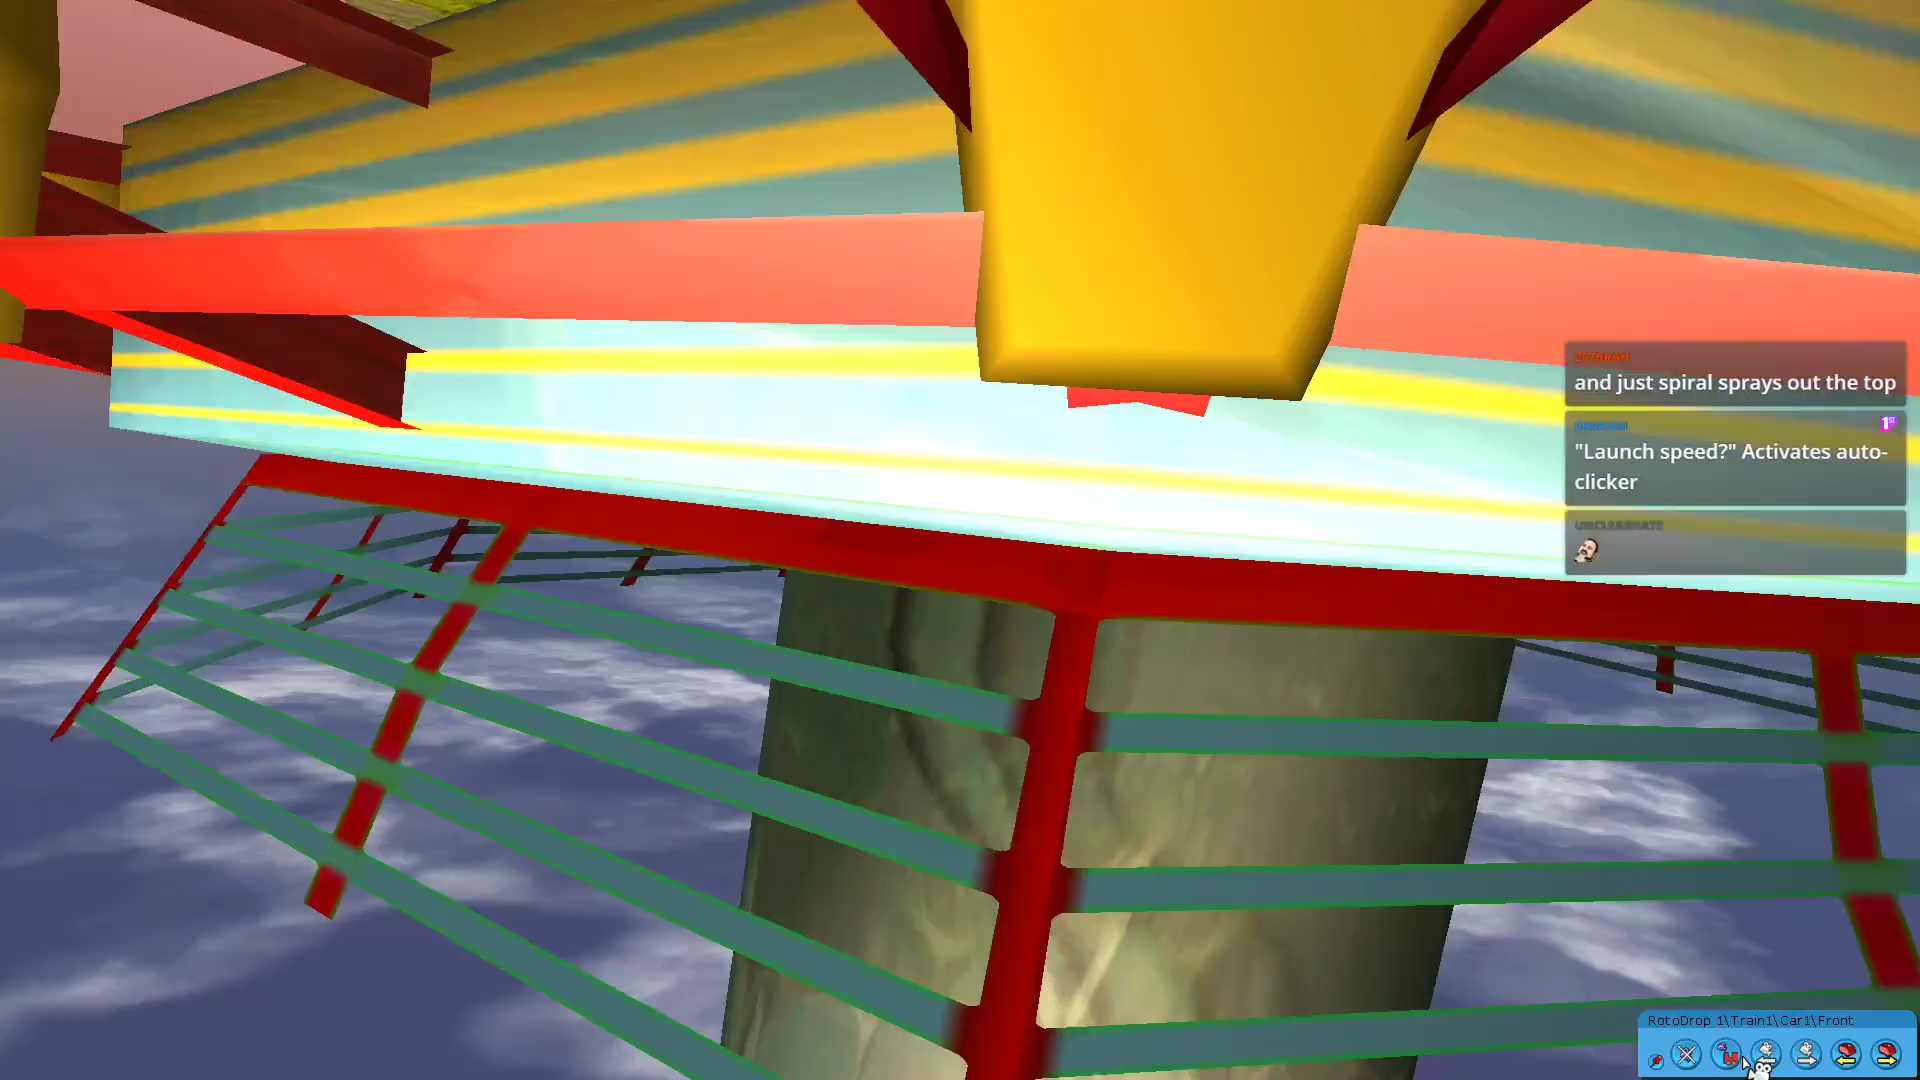 and just spiral sprays out the top
"Launch speed?" Activates auto-
clicker
RotoDrop 1\Train1\Car1\Front